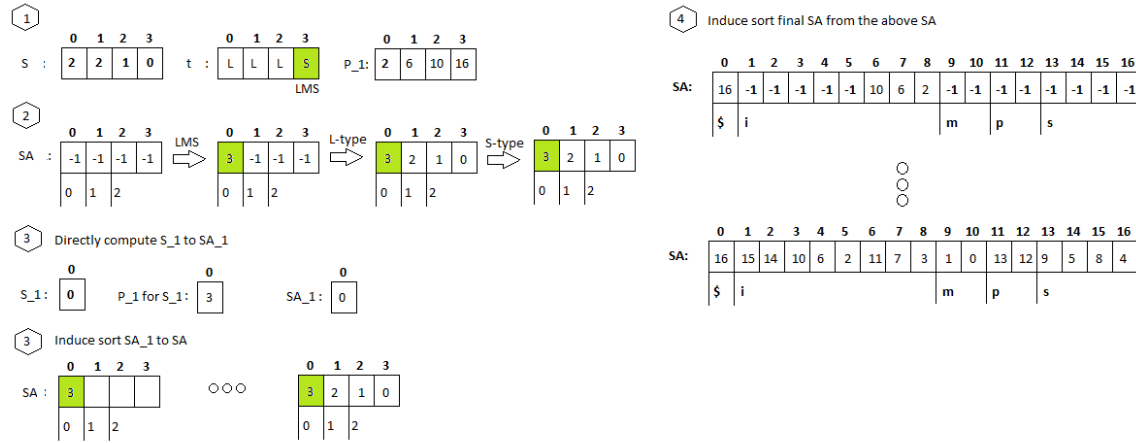 1
0 1 2 3 0 1 2 3 0 1 2 3
S : 2 2 1 0 t : L L L S P_1: 2 6 10 16
LMS
2
0 1 2 3 LMS 0 1 2 3 L-type 0 1 2 3 S-type 0 1 2 3
SA : -1 -1 -1 -1 3 -1 -1 -1 3 2 1 0 3 2 1 0
0 1 2 0 1 2 0 1 2 0 1 2
3 Directly compute S_1 to SA_1
0 0 0
S_1: 0 P_1 for S_1: 3 SA_1: 0
3 Induce sort SA_1 to SA
0 1 2 3 0 1 2 3
SA : 3 3 2 1 0
0 1 2 0 1 2
4 Induce sort final SA from the above SA
0 1 2 3 4 5 6 7 8 9 10 11 12 13 14 15 16
SA: 16 -1 -1 -1 -1 -1 10 6 2 -1 -1 -1 -1 -1 -1 -1 -1
$ i m p s
0 1 2 3 4 5 6 7 8 9 10 11 12 13 14 15 16
SA: 16 15 14 10 6 2 11 7 3 1 0 13 12 9 5 8 4
$ i m p s